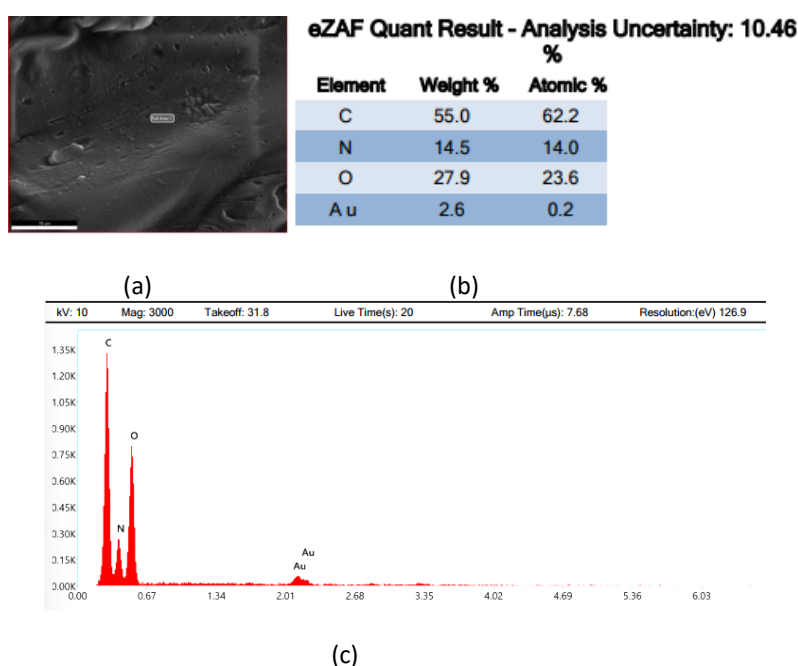 eZAF Quant Result - Analysis Uncertainty: 10.46
%
Element Weight % Atomic %
C 55.0 62.2
N 14.5 14.0
O 27.9 23.6
Au 2.6 0.2
(a) (b)
kV: 10 Mag: 3000 Takeoff: 31.8 Live Time(s): 20 Amp Time(µs): 7.68 Resolution:(eV) 126.9
C
1.35K
1.20K
1.05K
0.90K
O
0.75K
0.60K
0.45K
N
0.30K
Au
0.15K
Au
0.00K
0.00 0.67 1.34 2.01 2.68 3.35 4.02 4.69 5.36 6.03
(c)